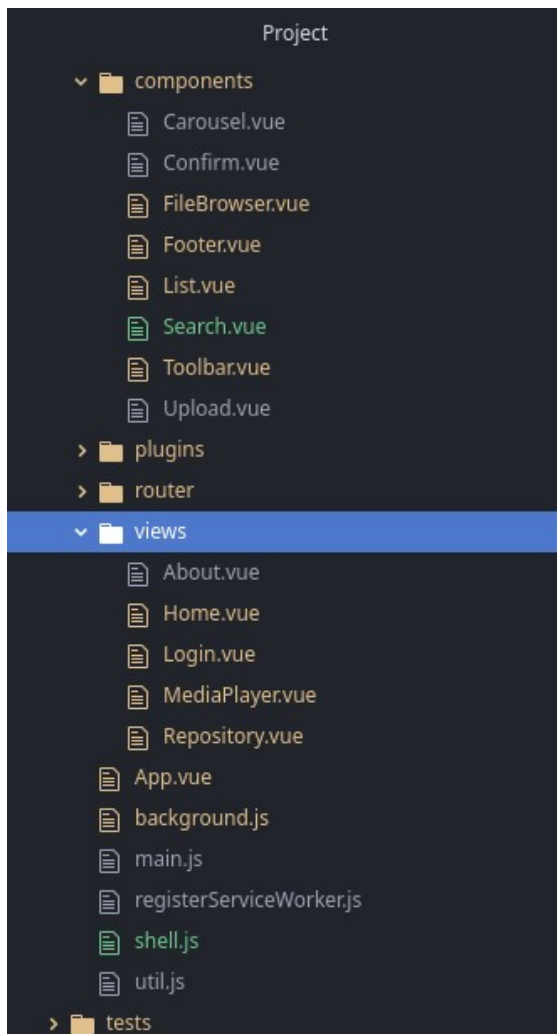 Project
components
Carousel.vue
Confirm.vue
FileBrowser.vue
Footer.vue
List.vue
Search.vue
Toolbar.vue
Upload.vue
plugins
router
views
About.vue
Home.vue
Login.vue
MediaPlayer.vue
Repository.vue
App.vue
background.js
main.js
registerServiceWorker.js
shell.js
util.js
tests